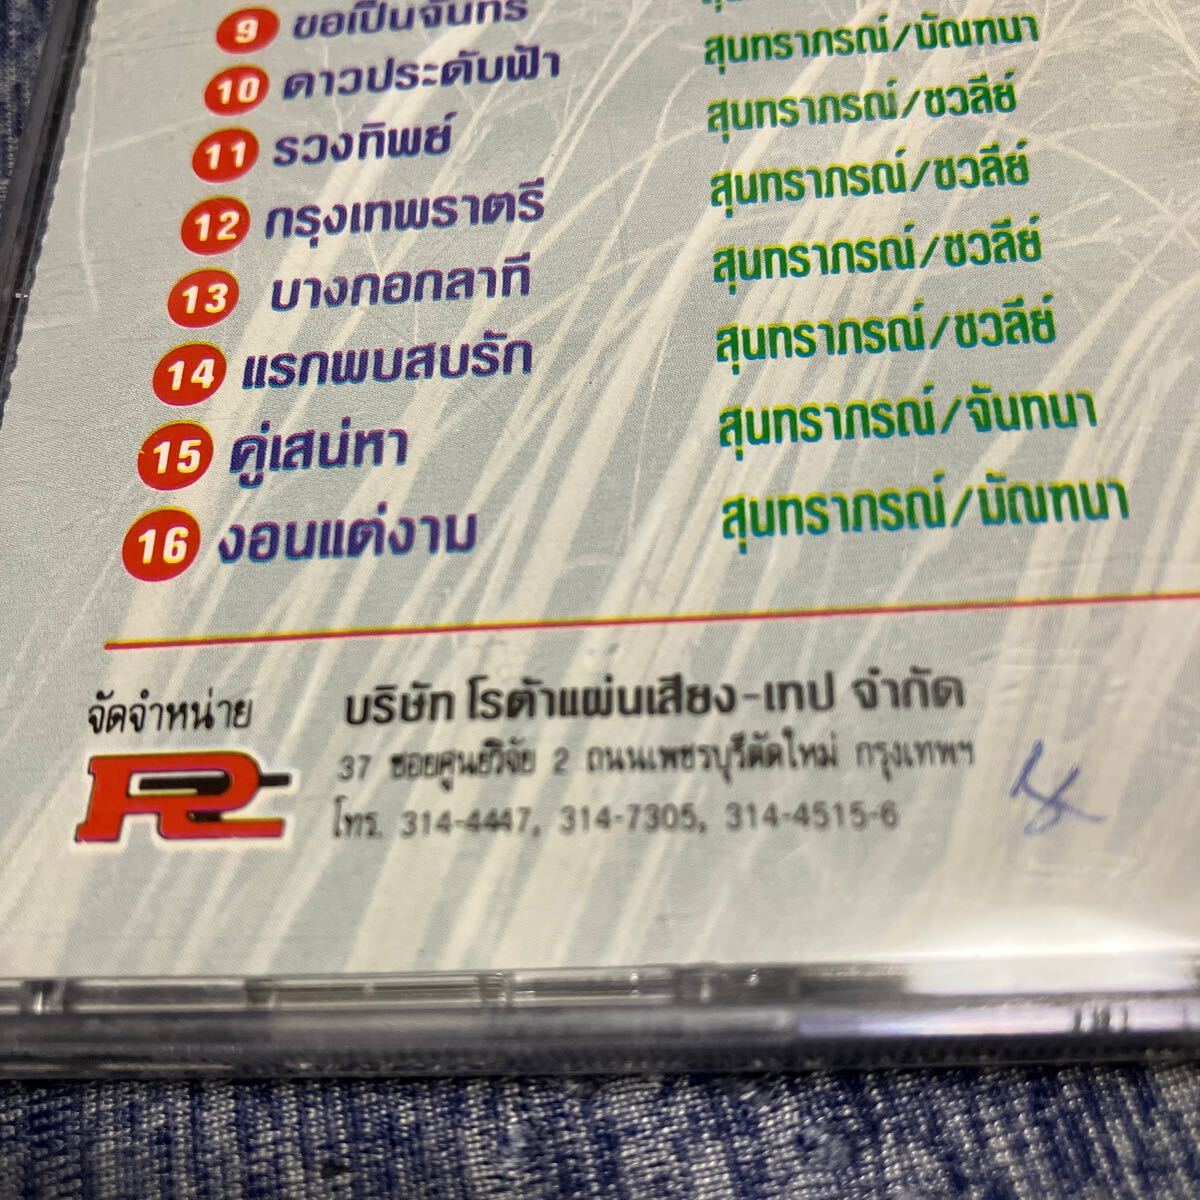 9 ขอเป็นจันทร์
10 ดาวประดับฟ้า สุนทราภรณ์/มัณฑนา
11 รวงทิพย์ สุนทราภรณ์/ชวลีย์
12 กรุงเทพราตรี สุนทราภรณ์/ชวลีย์
13 บางกอกลาที สุนทราภรณ์/ชวลีย์
14 แรกพบสบรัก สุนทราภรณ์/ชวลีย์
15 คู่เสน่หา สุนทราภรณ์/จันทนา
16 งอนแต่งาม สุนทราภรณ์/มัณฑนา
จัดจำหน่าย
บริษัท โรต้าแผ่นเสียง-เทป จำกัด
37 ซอยศูนย์วิจัย 2 ถนนเพชรบุรีตัดใหม่ กรุงเทพฯ
โทร. 314-4447, 314-7305, 314-4515-6